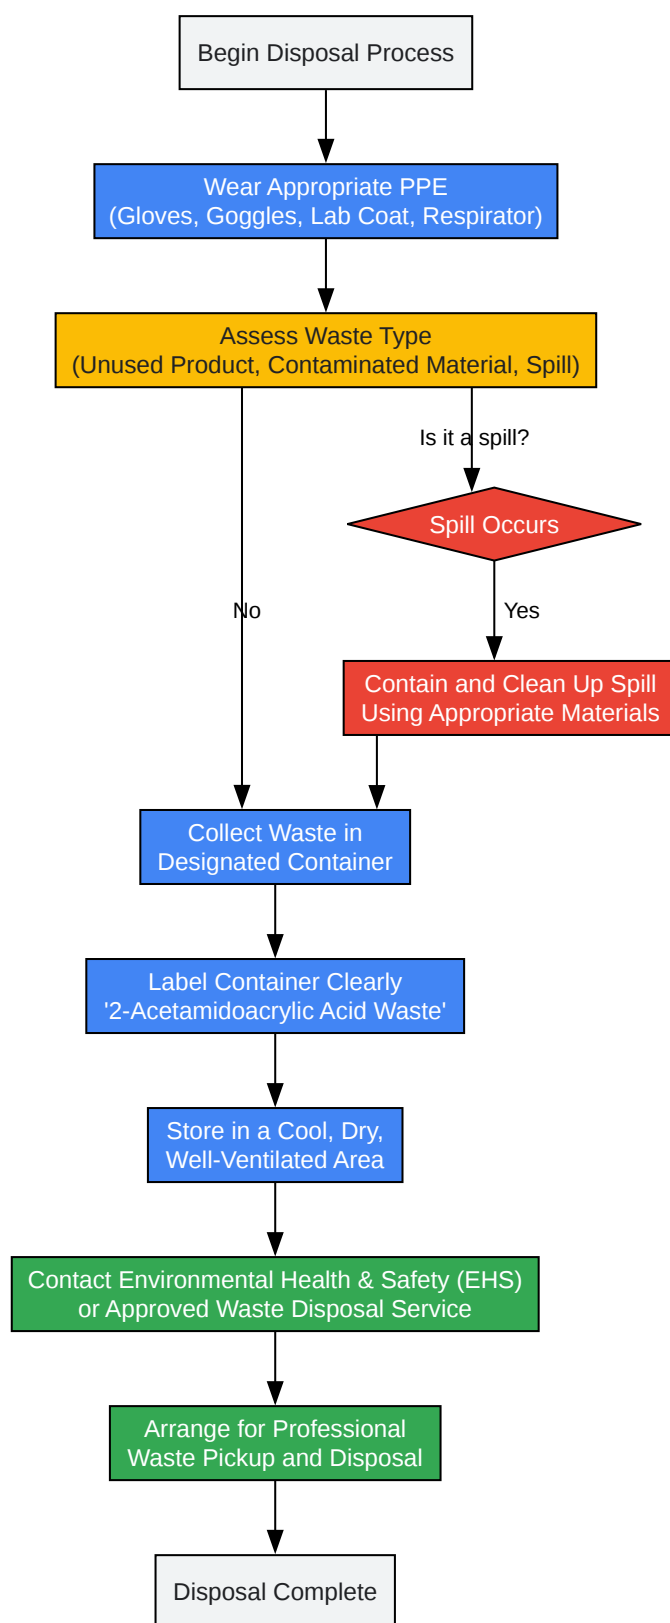 Begin Disposal Process
Wear Appropriate PPE
(Gloves, Goggles, Lab Coat, Respirator)
Assess Waste Type
(Unused Product, Contaminated Material, Spill)
Is it a spill?
Spill Occurs
No
Yes
Contain and Clean Up Spill
Using Appropriate Materials
Collect Waste in
Designated Container
Label Container Clearly
'2-Acetamidoacrylic Acid Waste'
Store in a Cool, Dry,
Well-Ventilated Area
Contact Environmental Health & Safety (EHS)
or Approved Waste Disposal Service
Arrange for Professional
Waste Pickup and Disposal
Disposal Complete